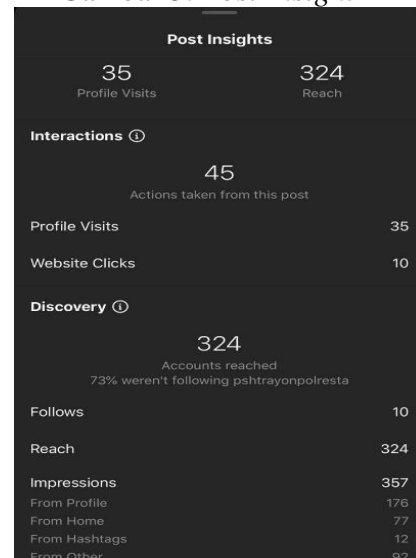 Post Insights
35 324
Profile Visits Reach
Interactions
45
Actions taken from this post
Profile Visits 35
Website Clicks 10
Discovery
324
Accounts reached
73% weren't following pshtrayonpolresta
Follows 10
Reach 324
Impressions 357
From Profile 176
From Home 77
From Hashtags 12
From Other 92